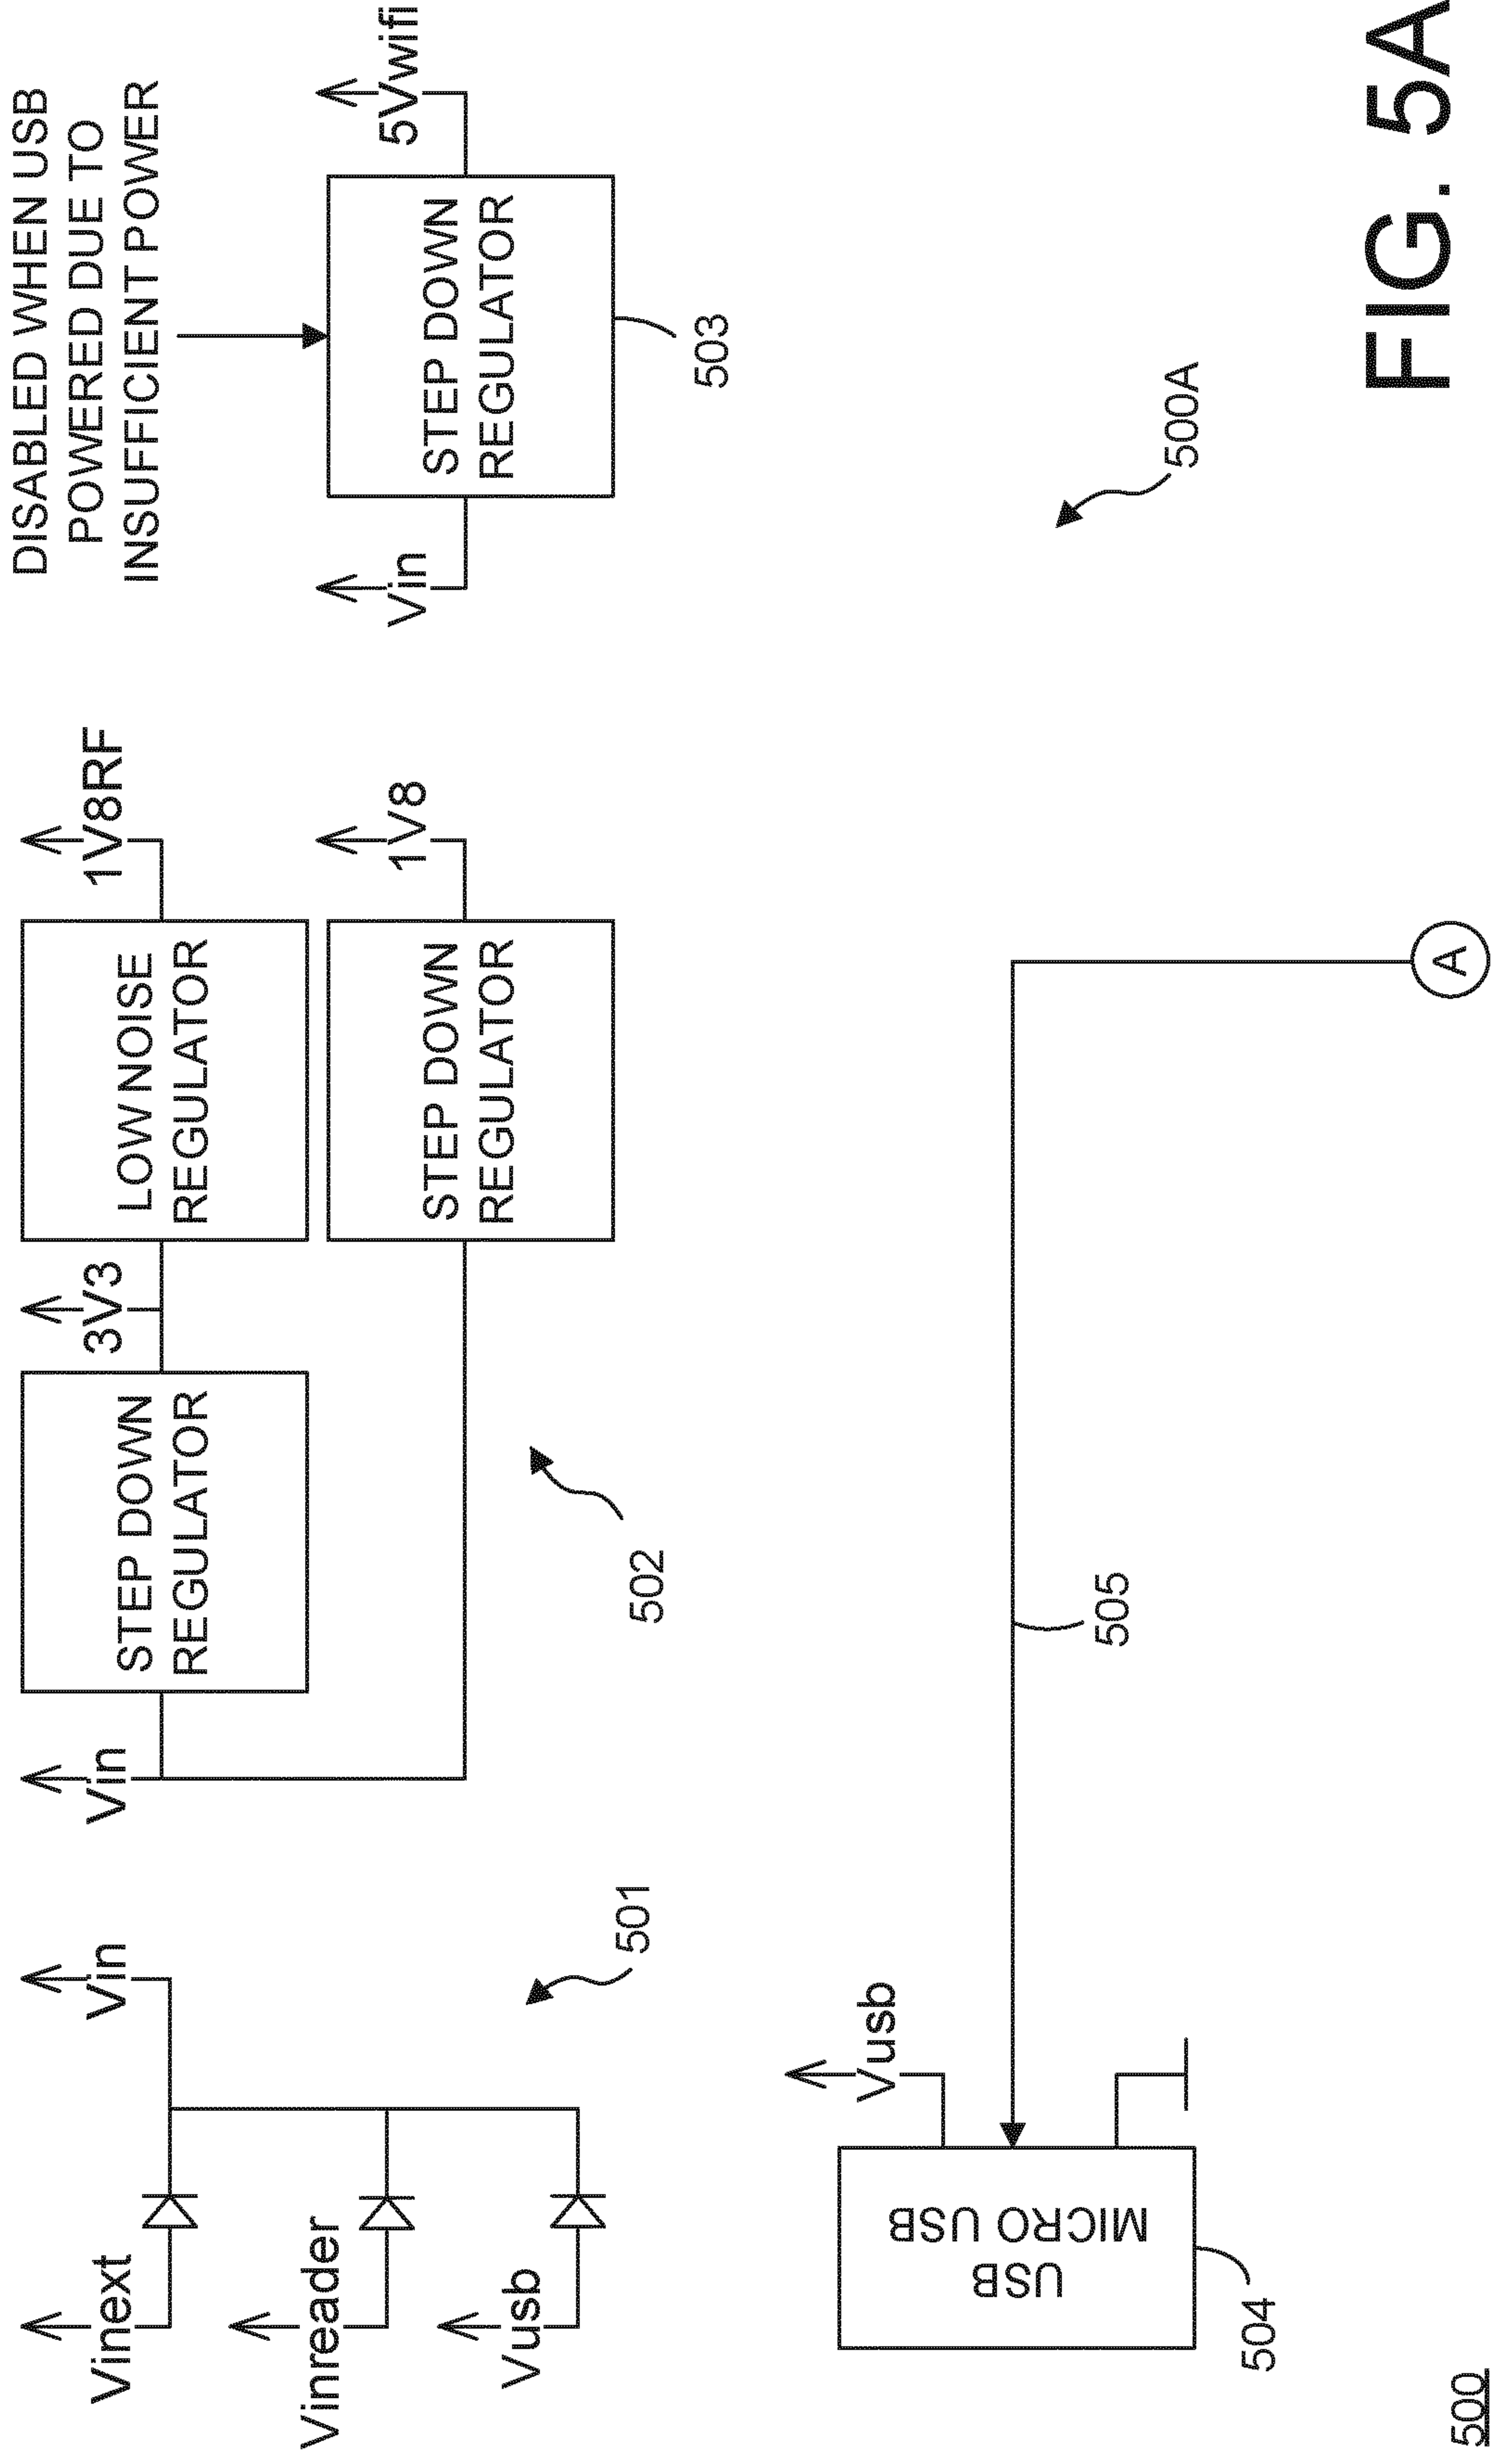 Vinext
Vinreader
Vusb
Vin
501
Vin
STEP DOWN
REGULATOR
3V3
LOW NOISE
REGULATOR
1V8RF
STEP DOWN
REGULATOR
1V8
502
DISABLED WHEN USB
POWERED DUE TO
INSUFFICIENT POWER
Vin
STEP DOWN
REGULATOR
5Vwifi
503
USB
MICRO USB
Vusb
504
505
A
500A
500
FIG. 5A